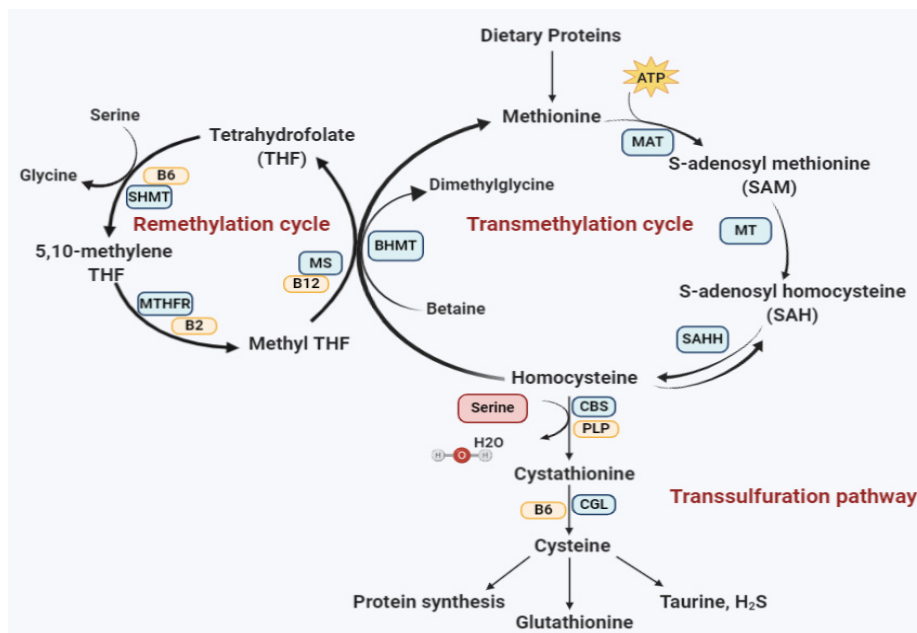 Dietary Proteins
ATP
Methionine
MAT
S-adenosyl methionine
(SAM)
Serine
Tetrahydrofolate
(THF)
Glycine
B6
SHMT
Dimethylglycine
Remethylation cycle
Transmethylation cycle
MT
BHMT
5,10-methylene
THF
MS
B12
MTHFR
B2
Betaine
S-adenosyl homocysteine
(SAH)
Methyl THF
SAHH
Homocysteine
Serine
CBS
PLP
H2O
H
O
H
Cystathionine
Transsulfuration pathway
B6
CGL
Cysteine
Protein synthesis
Taurine, H₂S
Glutathionine